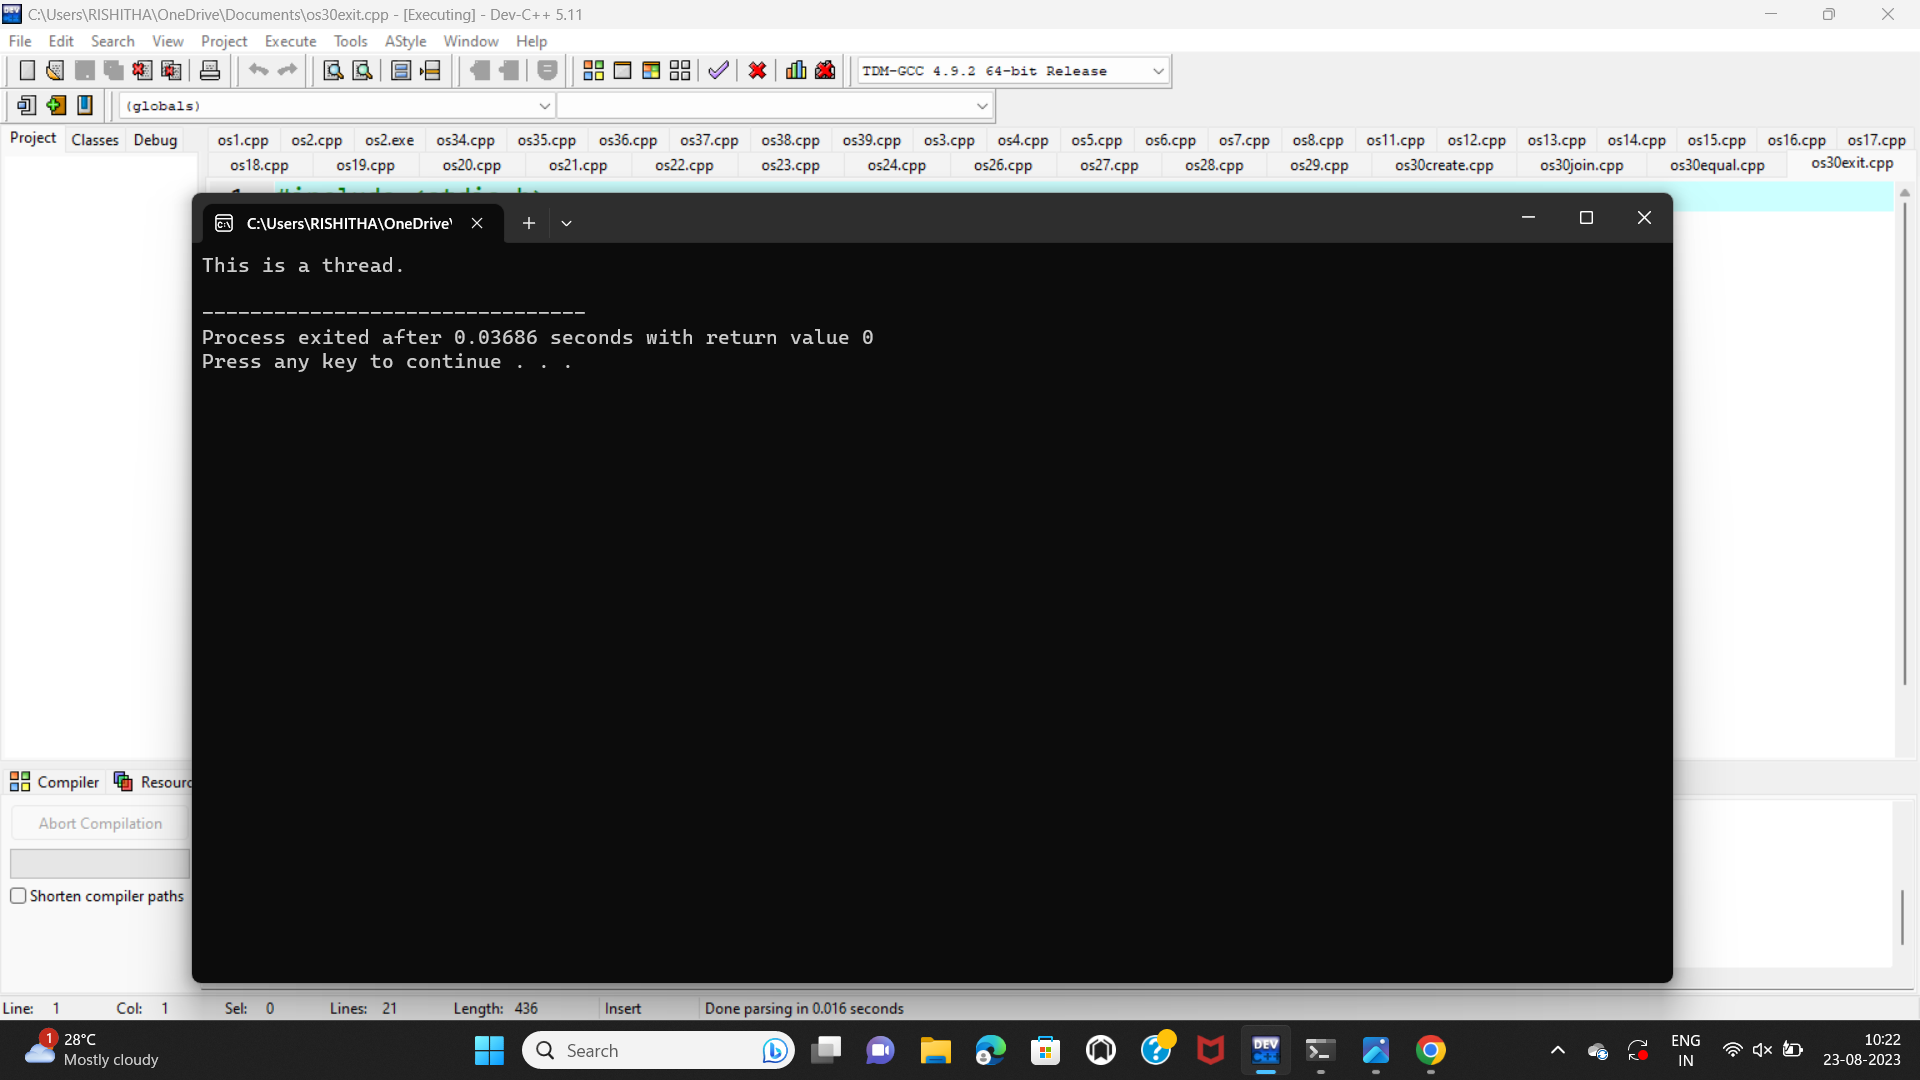 C:\Users\RISHITHA\OneDrive\Documents\os30exit.cpp - [Executing] - Dev-C++ 5.11
File Edit Search View Project Execute Tools AStyle Window Help
TDM-GCC 4.9.2 64-bit Release
(globals)
Project Classes Debug os1.cpp os2.cpp os2.exe os34.cpp os35.cpp os36.cpp os37.cpp os38.cpp os39.cpp os3.cpp os4.cpp os5.cpp os6.cpp os7.cpp os8.cpp os11.cpp os12.cpp os13.cpp os14.cpp os15.cpp os16.cpp os17.cpp
os18.cpp os19.cpp os20.cpp os21.cpp os22.cpp os23.cpp os24.cpp os26.cpp os27.cpp os28.cpp os29.cpp os30create.cpp os30join.cpp os30equal.cpp os30exit.cpp
C:\Users\RISHITHA\OneDrive\
This is a thread.
--------------------------------
Process exited after 0.03686 seconds with return value 0
Press any key to continue . . .
Compiler Resourc
Abort Compilation
Shorten compiler paths
Line: 1 Col: 1 Sel: 0 Lines: 21 Length: 436 Insert Done parsing in 0.016 seconds
1
28°C
Mostly cloudy
Search
DEV
C++
ENG
IN
10:22
23-08-2023